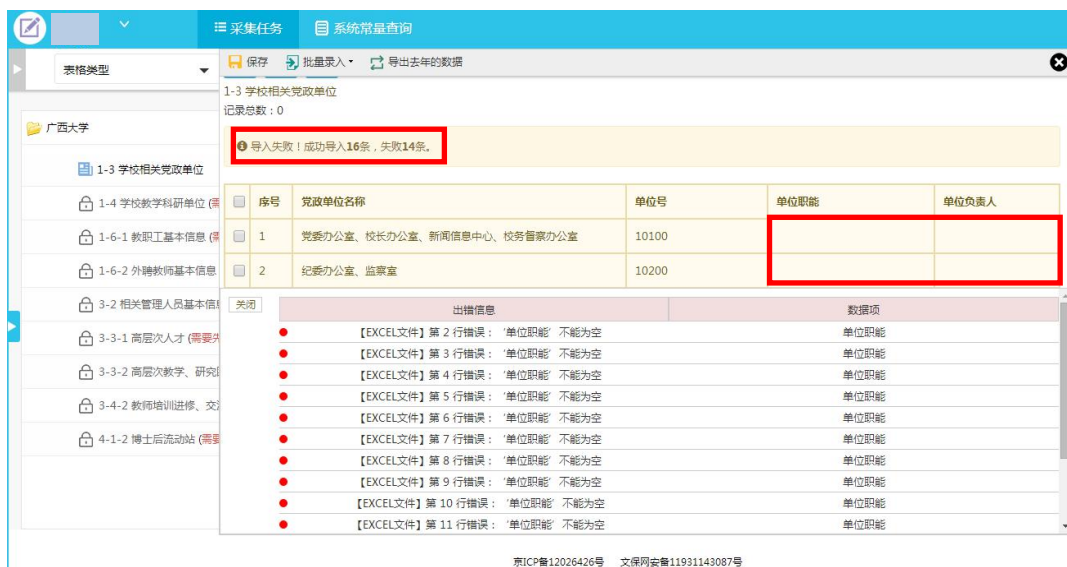 采集任务 系统常量查询
表格类型
保存 批量录入 导出去年的数据
1-3 学校相关党政单位
记录总数：0
导入失败！成功导入16条，失败14条。
广西大学
1-3 学校相关党政单位
1-4 学校教学科研单位 (需
1-6-1 教职工基本信息 (需
1-6-2 外聘教师基本信息
3-2 相关管理人员基本信息
3-3-1 高层次人才 (需要先
3-3-2 高层次教学、研究团
3-4-2 教师培训进修、交流
4-1-2 博士后流动站 (需要
序号 党政单位名称 单位号 单位职能 单位负责人
1 党委办公室、校长办公室、新闻信息中心、校务督察办公室 10100
2 纪委办公室、监察室 10200
关闭
出错信息 数据项
【EXCEL文件】第 2 行错误：‘单位职能’不能为空 单位职能
【EXCEL文件】第 3 行错误：‘单位职能’不能为空 单位职能
【EXCEL文件】第 4 行错误：‘单位职能’不能为空 单位职能
【EXCEL文件】第 5 行错误：‘单位职能’不能为空 单位职能
【EXCEL文件】第 6 行错误：‘单位职能’不能为空 单位职能
【EXCEL文件】第 7 行错误：‘单位职能’不能为空 单位职能
【EXCEL文件】第 8 行错误：‘单位职能’不能为空 单位职能
【EXCEL文件】第 9 行错误：‘单位职能’不能为空 单位职能
【EXCEL文件】第 10 行错误：‘单位职能’不能为空 单位职能
【EXCEL文件】第 11 行错误：‘单位职能’不能为空 单位职能
京ICP备12026426号 文保网安备11931143087号